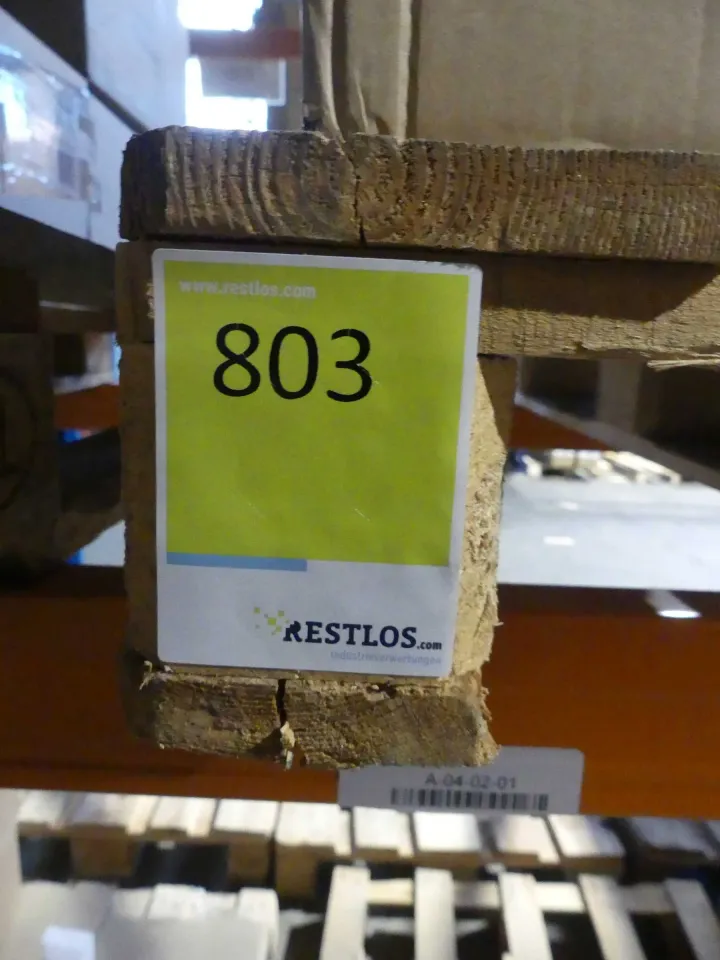 www.restlos.com
803
RESTLOS.com
industrieverwertungen
A-04-02-01